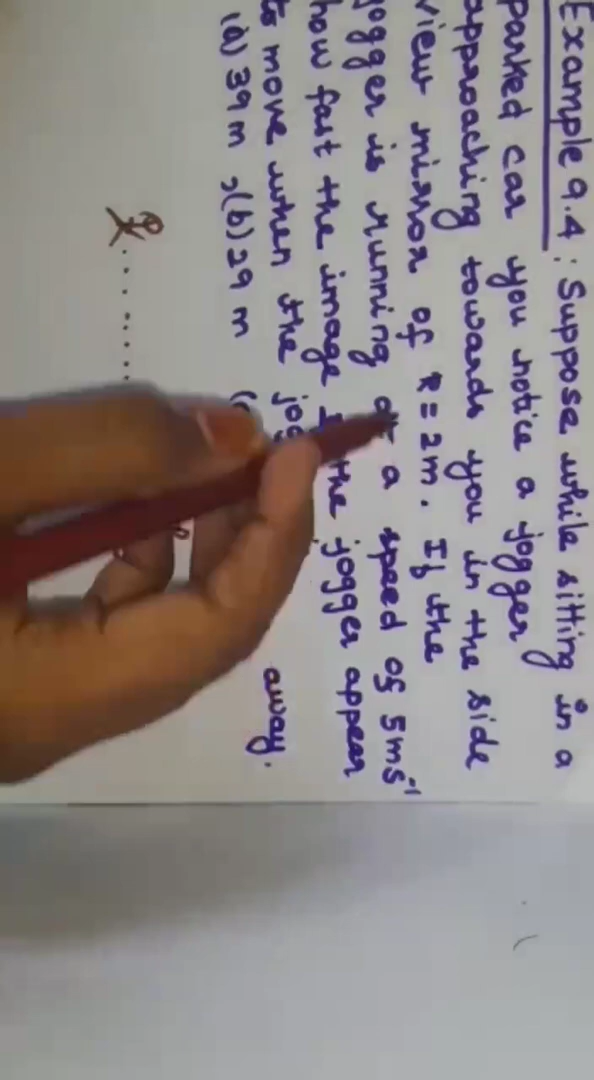 Example 9.4 : Suppose while sitting in a
parked car you notice a jogger
approaching towards you in the side
view mirror of R = 2m. If the
jogger is running at a speed of 5ms⁻¹
how fast the image the jogger appear
to move when the jog away.
(a) 39 m , (b) 29 m